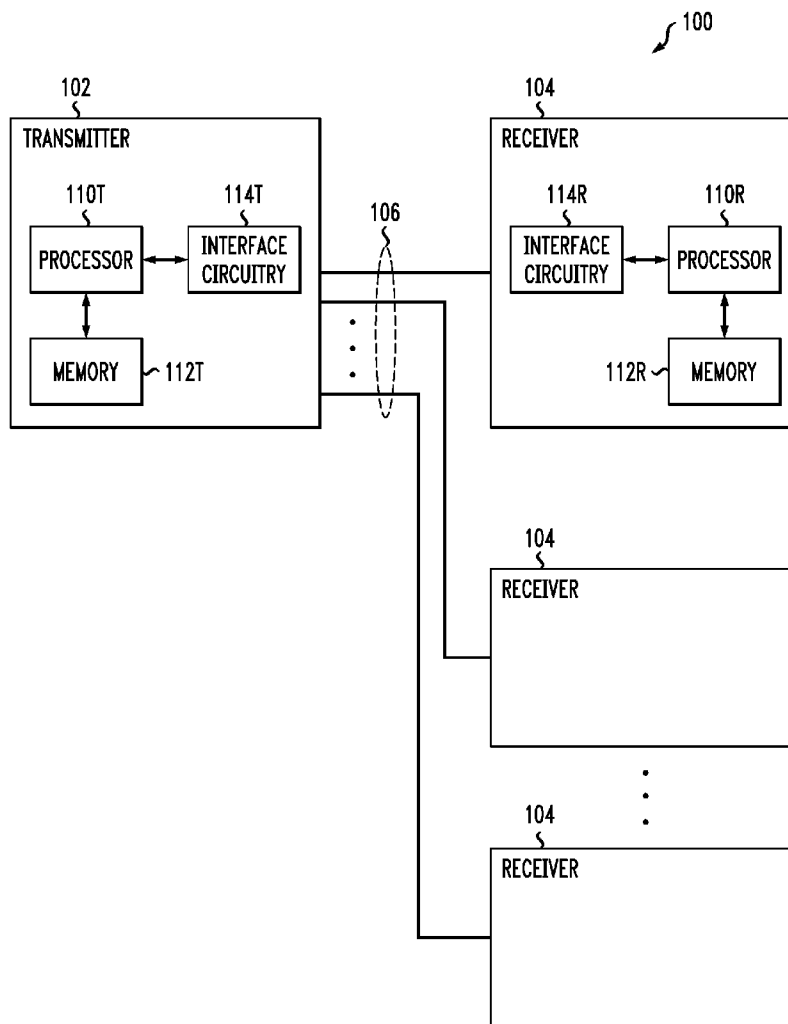 100
102
104
TRANSMITTER
RECEIVER
110T
114T
106
114R
110R
PROCESSOR
INTERFACE
CIRCUITRY
INTERFACE
CIRCUITRY
PROCESSOR
MEMORY
112T
112R
MEMORY
104
RECEIVER
104
RECEIVER